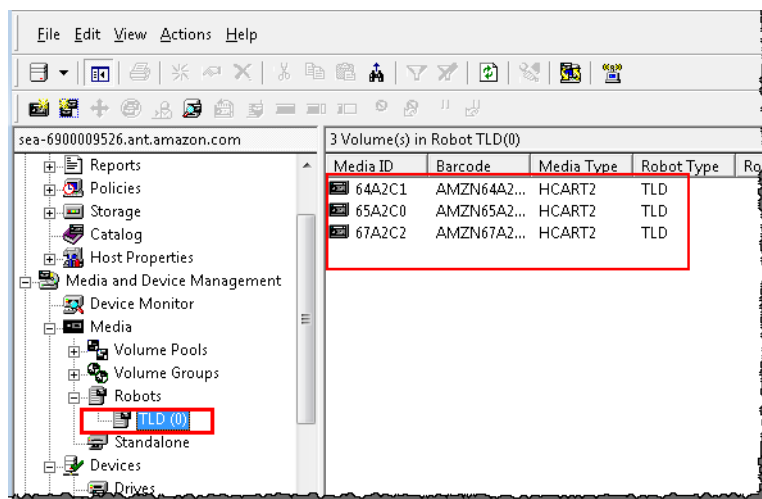 File Edit View Actions Help
sea-6900009526.ant.amazon.com
3 Volume(s) in Robot TLD(0)
Media ID Barcode Media Type Robot Type Ro
64A2C1 AMZN64A2... HCART2 TLD
65A2C0 AMZN65A2... HCART2 TLD
67A2C2 AMZN67A2... HCART2 TLD
Reports
Policies
Storage
Catalog
Host Properties
Media and Device Management
Device Monitor
Media
Volume Pools
Volume Groups
Robots
TLD (0)
Standalone
Devices
Drives